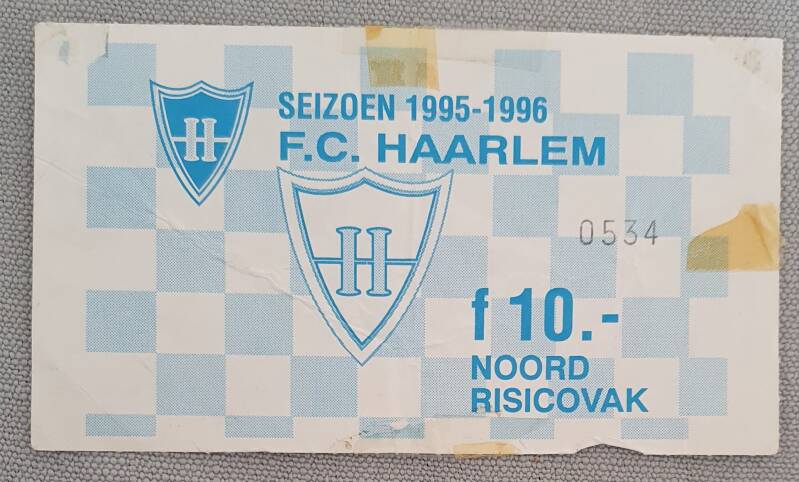 SEIZOEN 1995-1996
F.C. HAARLEM
H
H
0534
f 10.-
NOORD
RISICOVAK